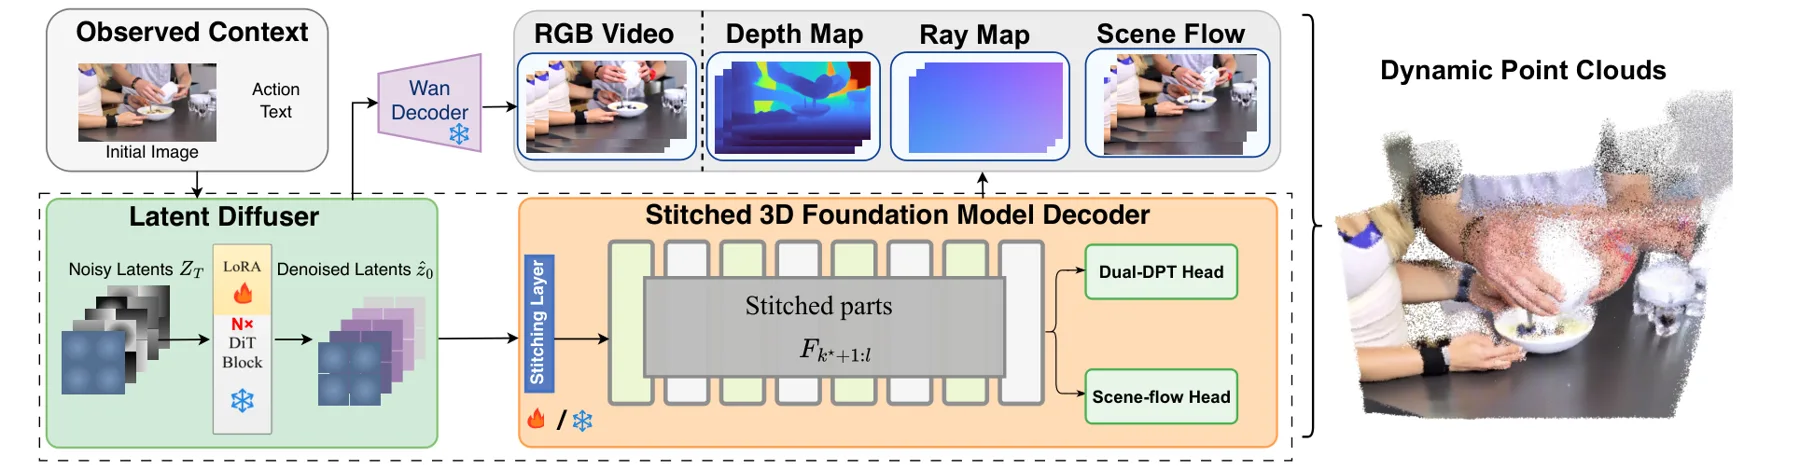 Observed Context
Action
Text
Initial Image
Wan
Decoder
RGB Video
Depth Map
Ray Map
Scene Flow
Dynamic Point Clouds
Latent Diffuser
Noisy Latents Z_T
LoRA
N×
DiT
Block
Denoised Latents ẑ_0
Stitched 3D Foundation Model Decoder
Stitching Layer
/
Stitched parts
F_{k⋆+1:l}
Dual-DPT Head
Scene-flow Head